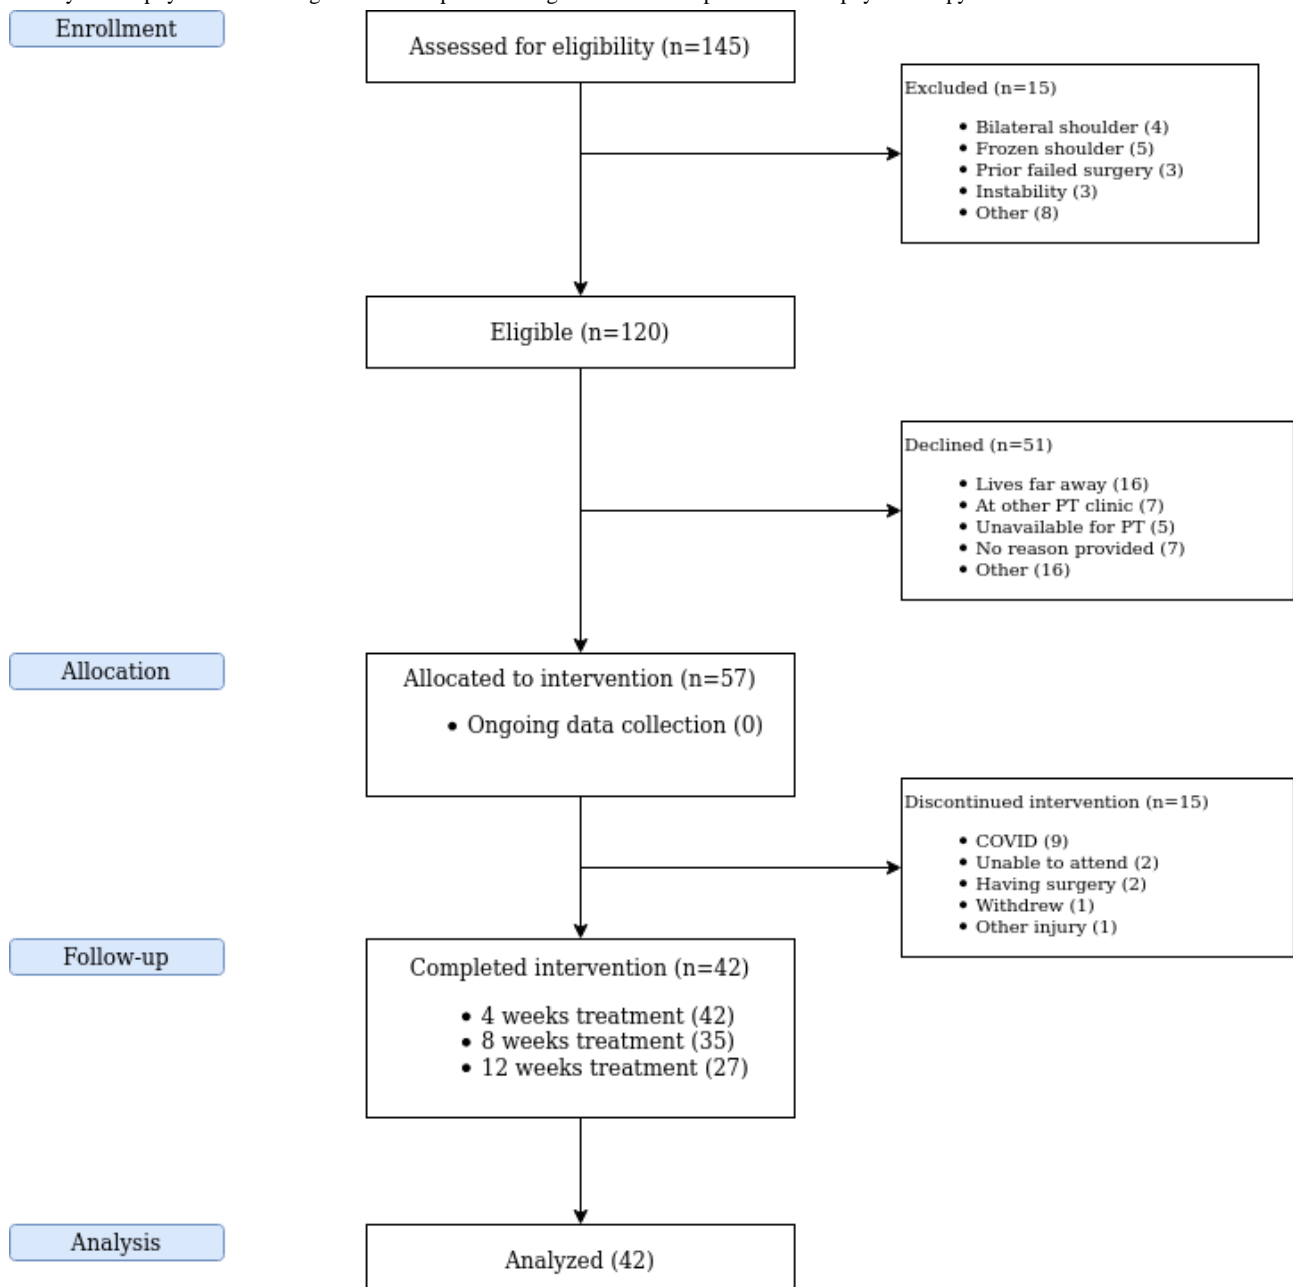 Enrollment
Assessed for eligibility (n=145)
Excluded (n=15)
• Bilateral shoulder (4)
• Frozen shoulder (5)
• Prior failed surgery (3)
• Instability (3)
• Other (8)
Eligible (n=120)
Declined (n=51)
• Lives far away (16)
• At other PT clinic (7)
• Unavailable for PT (5)
• No reason provided (7)
• Other (16)
Allocation
Allocated to intervention (n=57)
• Ongoing data collection (0)
Discontinued intervention (n=15)
• COVID (9)
• Unable to attend (2)
• Having surgery (2)
• Withdrew (1)
• Other injury (1)
Follow-up
Completed intervention (n=42)
• 4 weeks treatment (42)
• 8 weeks treatment (35)
• 12 weeks treatment (27)
Analysis
Analyzed (42)